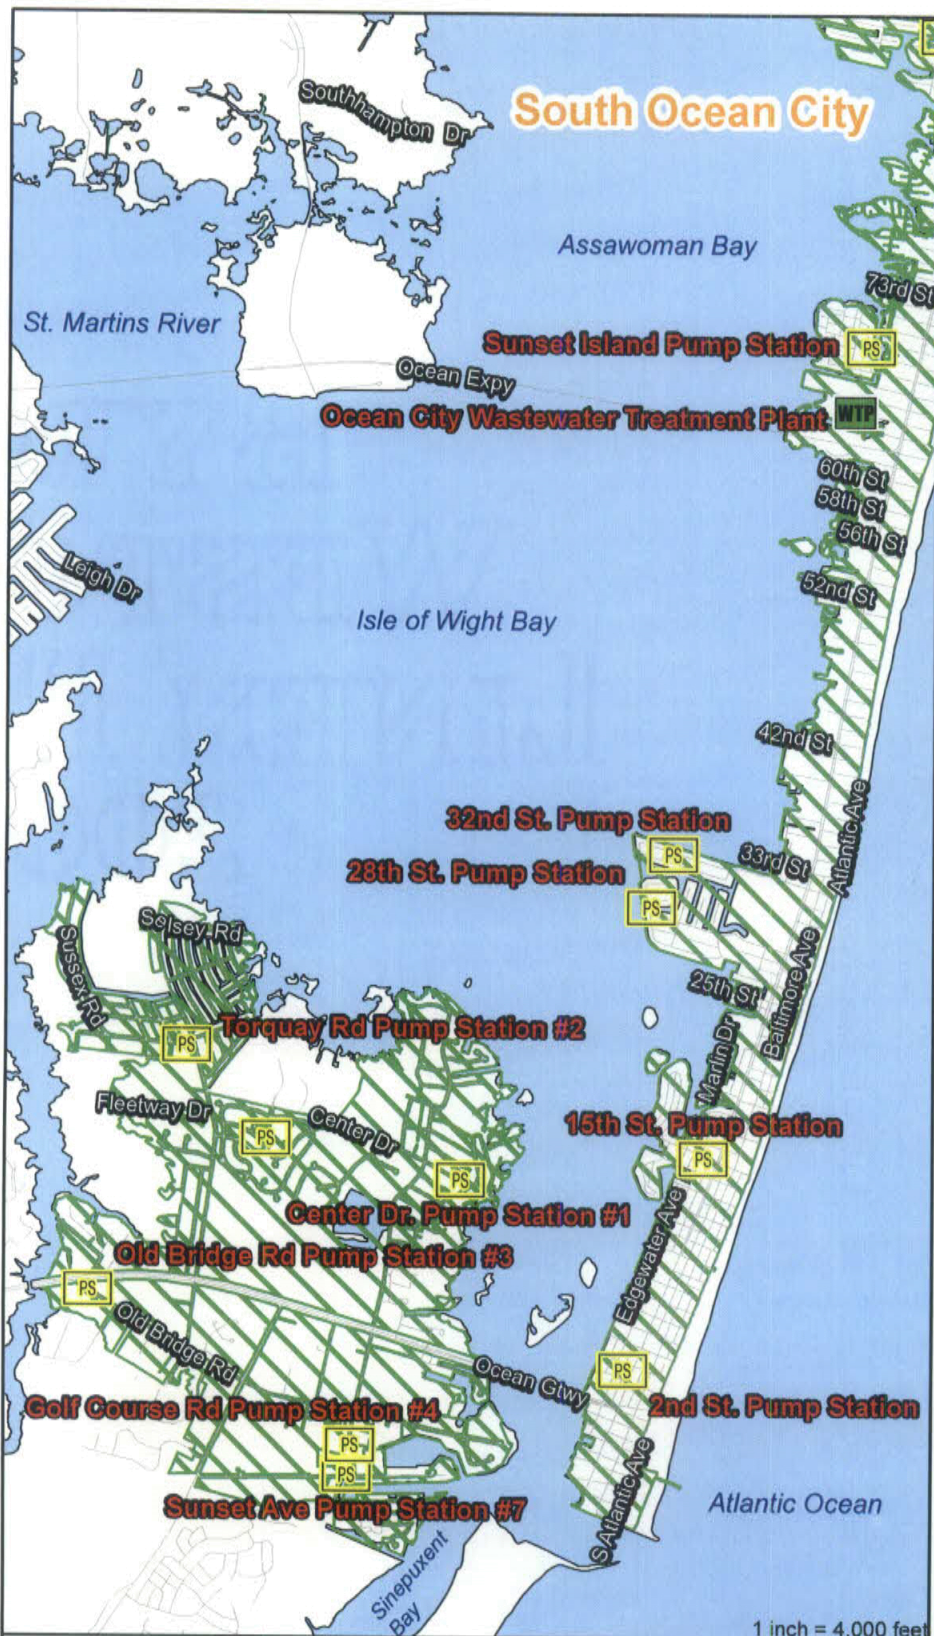 South Ocean City
Southhampton Dr
Assawoman Bay
73rd St
St. Martins River
Sunset Island Pump Station
PS
Ocean Expy
Ocean City Wastewater Treatment Plant
WTP
60th St
58th St
56th St
Leigh Dr
52nd St
Isle of Wight Bay
42nd St
Atlantic Ave
32nd St. Pump Station
PS
33rd St
28th St. Pump Station
PS
Selsey Rd
Sussex Rd
Baltimore Ave
25th St
Torquay Rd Pump Station #2
PS
Marlin Dr
Fleetway Dr
Center Dr
PS
15th St. Pump Station
PS
PS
Center Dr. Pump Station #1
Edgewater Ave
Old Bridge Rd Pump Station #3
PS
Old Bridge Rd
Ocean Gtwy
PS
2nd St. Pump Station
Golf Course Rd Pump Station #4
PS
PS
Sunset Ave Pump Station #7
S Atlantic Ave
Atlantic Ocean
Sinepuxent
Bay
1 inch = 4,000 feet